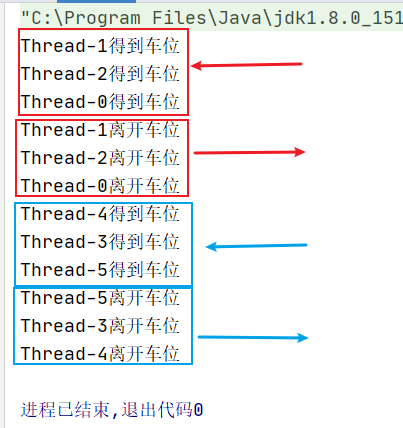 "C:\Program Files\Java\jdk1.8.0_151
Thread-1得到车位
Thread-2得到车位
Thread-0得到车位
Thread-1离开车位
Thread-2离开车位
Thread-0离开车位
Thread-4得到车位
Thread-3得到车位
Thread-5得到车位
Thread-5离开车位
Thread-3离开车位
Thread-4离开车位
进程已结束,退出代码0